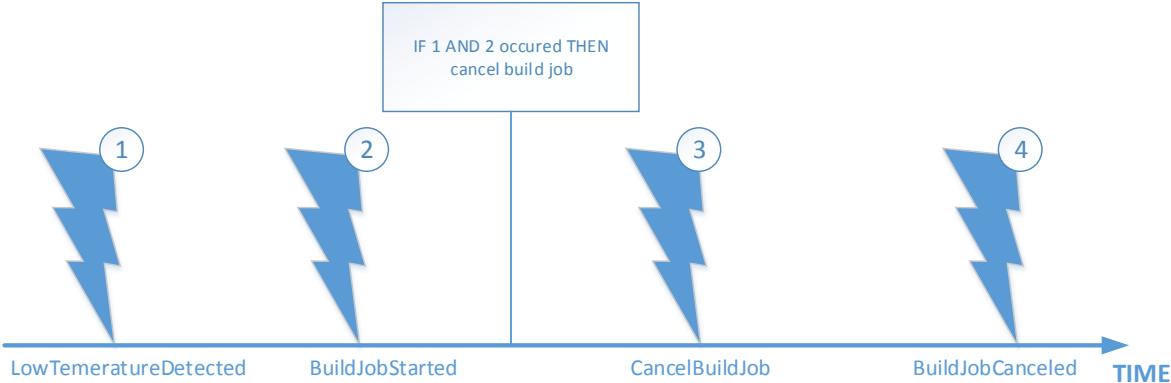 IF 1 AND 2 occured THEN
cancel build job
1
2
3
4
LowTemeratureDetected
BuildJobStarted
CancelBuildJob
BuildJobCanceled
TIME